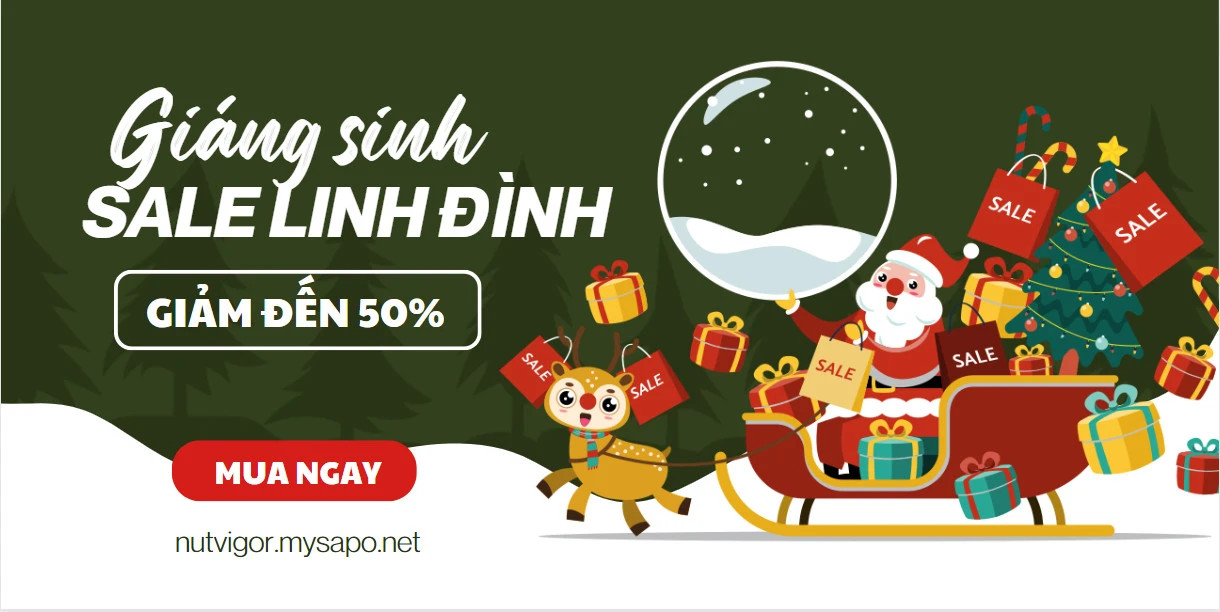 Giáng sinh
SALE LINH ĐÌNH
GIẢM ĐẾN 50%
MUA NGAY
nutvigor.mysapo.net
SALE
SALE
SALE
SALE
SALE
SALE